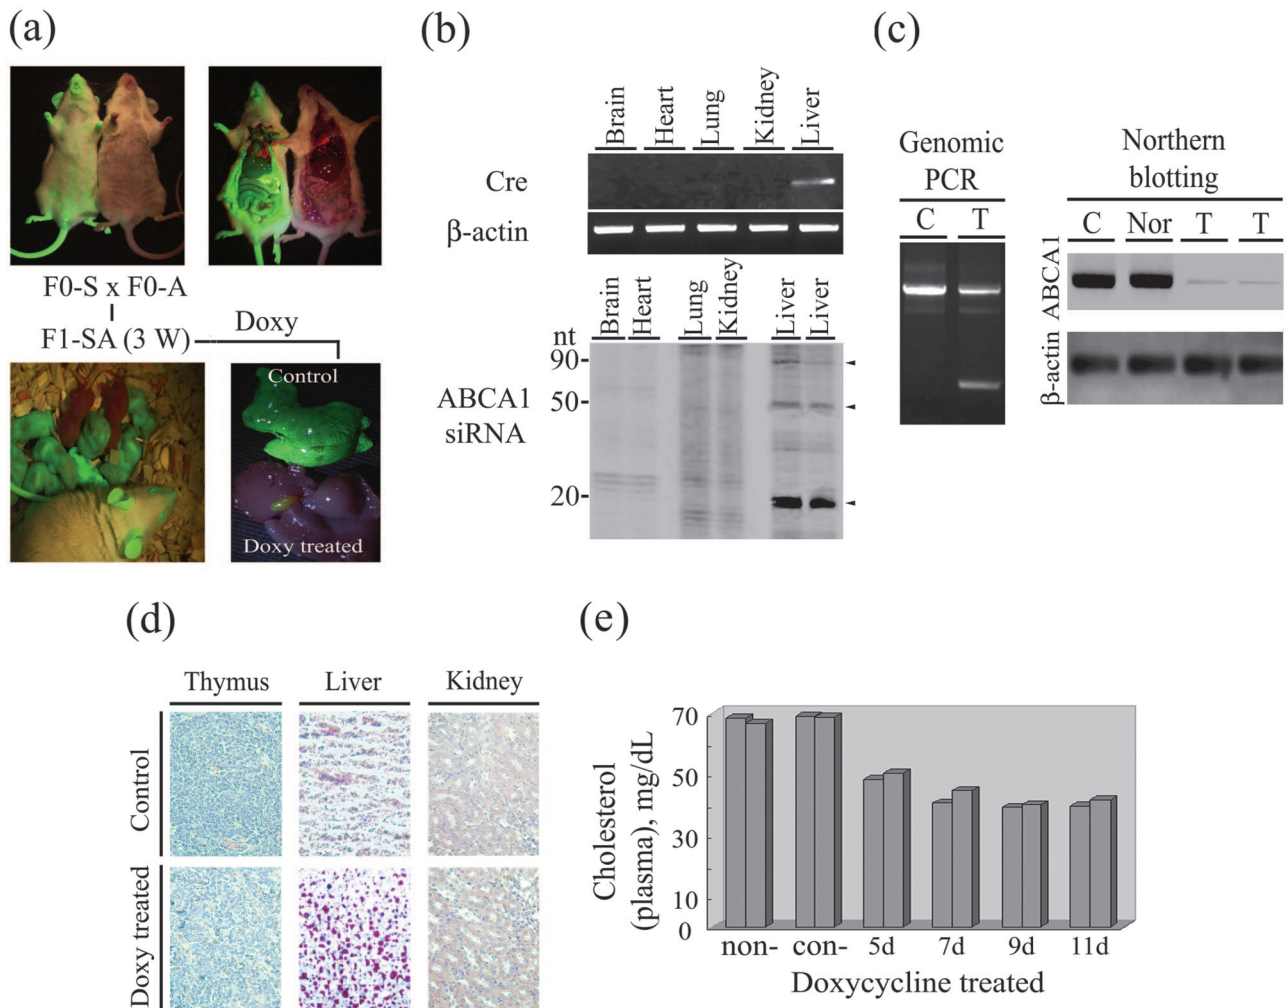 (a)
F0-S x F0-A
F1-SA (3 W)
Doxy
Control
Doxy treated
(b)
Brain
Heart
Lung
Kidney
Liver
Cre
β-actin
Brain
Heart
Lung
Kidney
Liver
Liver
nt
90
50
20
ABCA1
siRNA
(c)
Genomic
PCR
C T
Northern
blotting
C Nor T T
ABCA1
β-actin
(d)
Thymus Liver Kidney
Control
Doxy treated
(e)
Cholesterol
(plasma), mg/dL
70
50
30
10
0
non- con- 5d 7d 9d 11d
Doxycycline treated